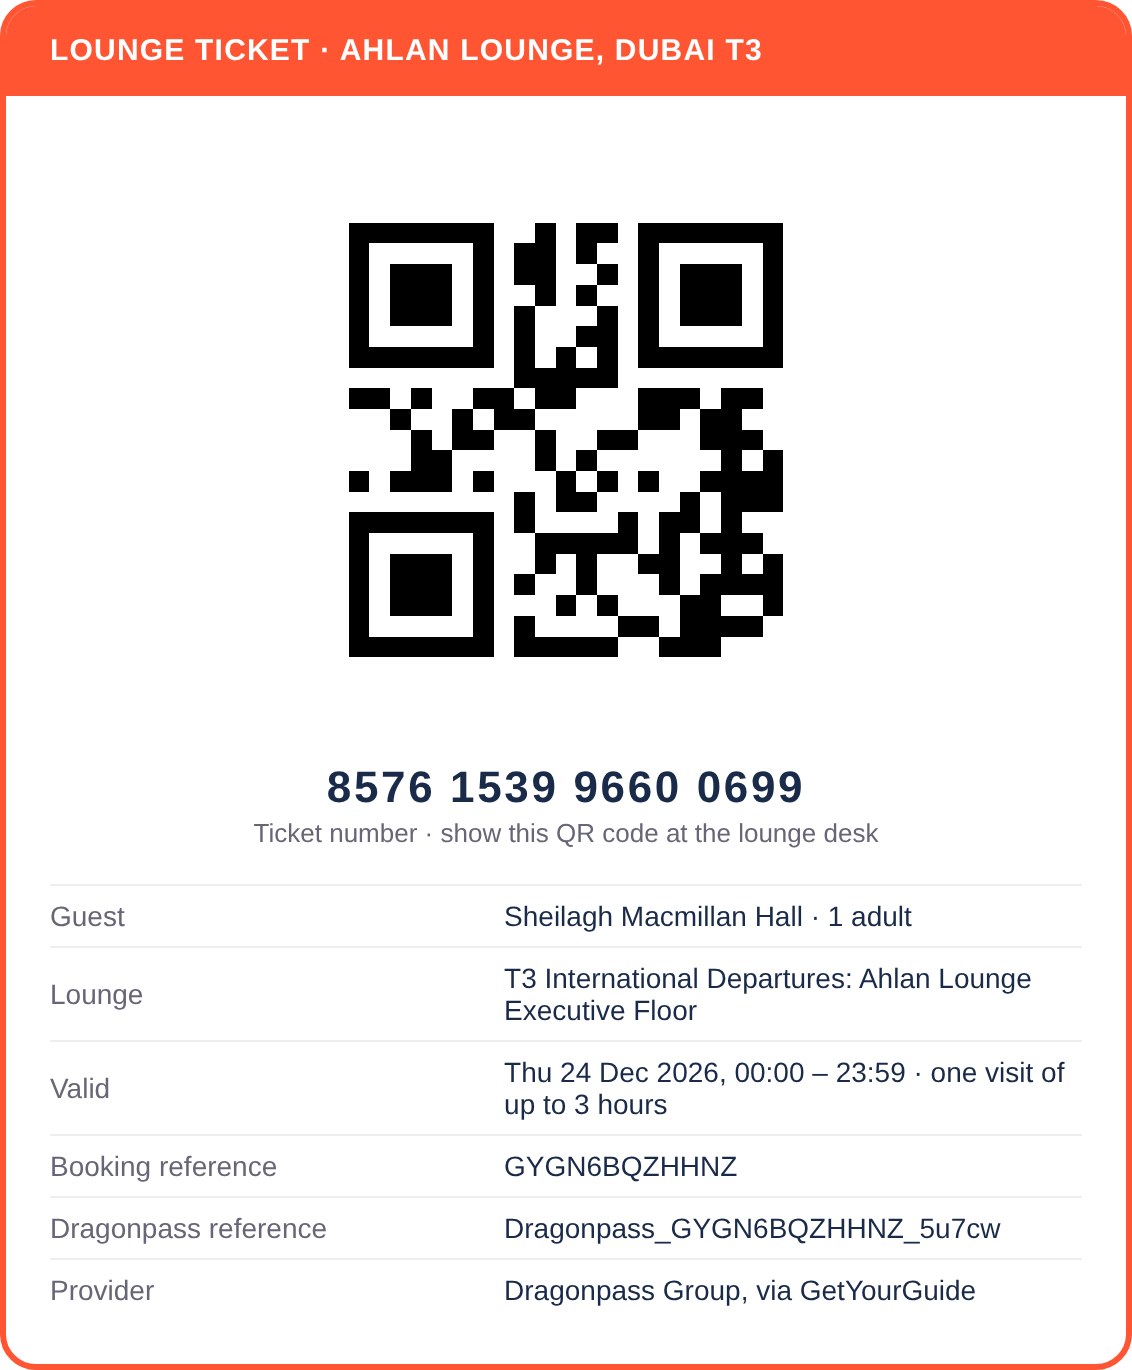 LOUNGE TICKET · AHLAN LOUNGE, DUBAI T3
8576 1539 9660 0699
Ticket number · show this QR code at the lounge desk
Guest
Sheilagh Macmillan Hall · 1 adult
Lounge
T3 International Departures: Ahlan Lounge
Executive Floor
Valid
Thu 24 Dec 2026, 00:00 – 23:59 · one visit of
up to 3 hours
Booking reference
GYGN6BQZHHNZ
Dragonpass reference
Dragonpass_GYGN6BQZHHNZ_5u7cw
Provider
Dragonpass Group, via GetYourGuide